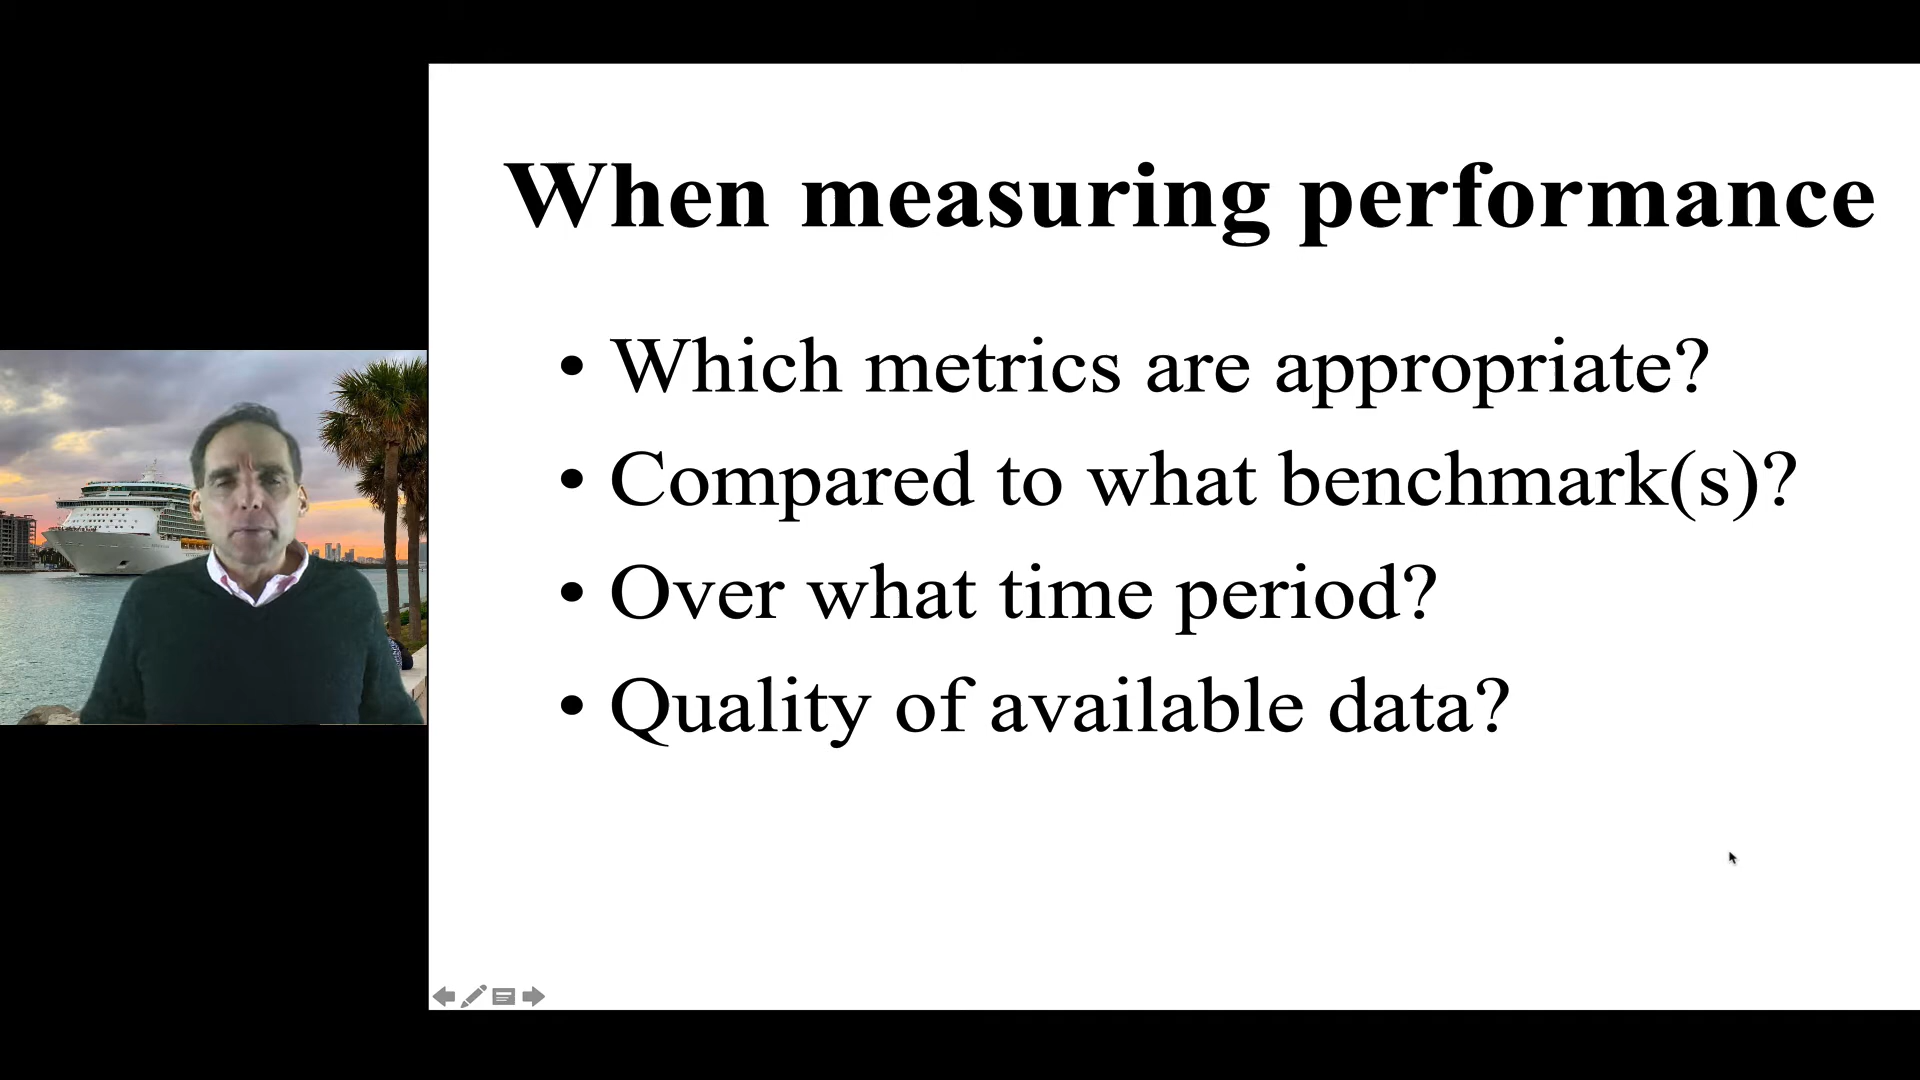 When measuring performance
• Which metrics are appropriate?
• Compared to what benchmark(s)?
• Over what time period?
• Quality of available data?